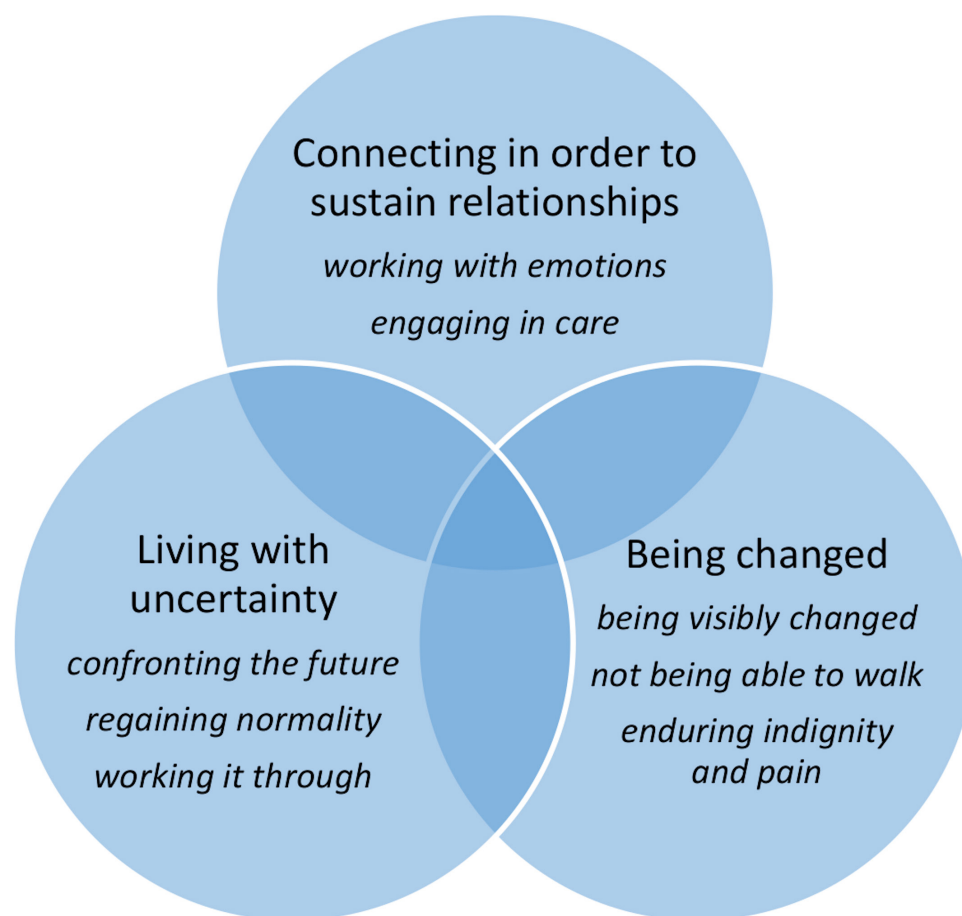 Connecting in order to
sustain relationships
working with emotions
engaging in care
Living with
uncertainty
confronting the future
regaining normality
working it through
Being changed
being visibly changed
not being able to walk
enduring indignity
and pain